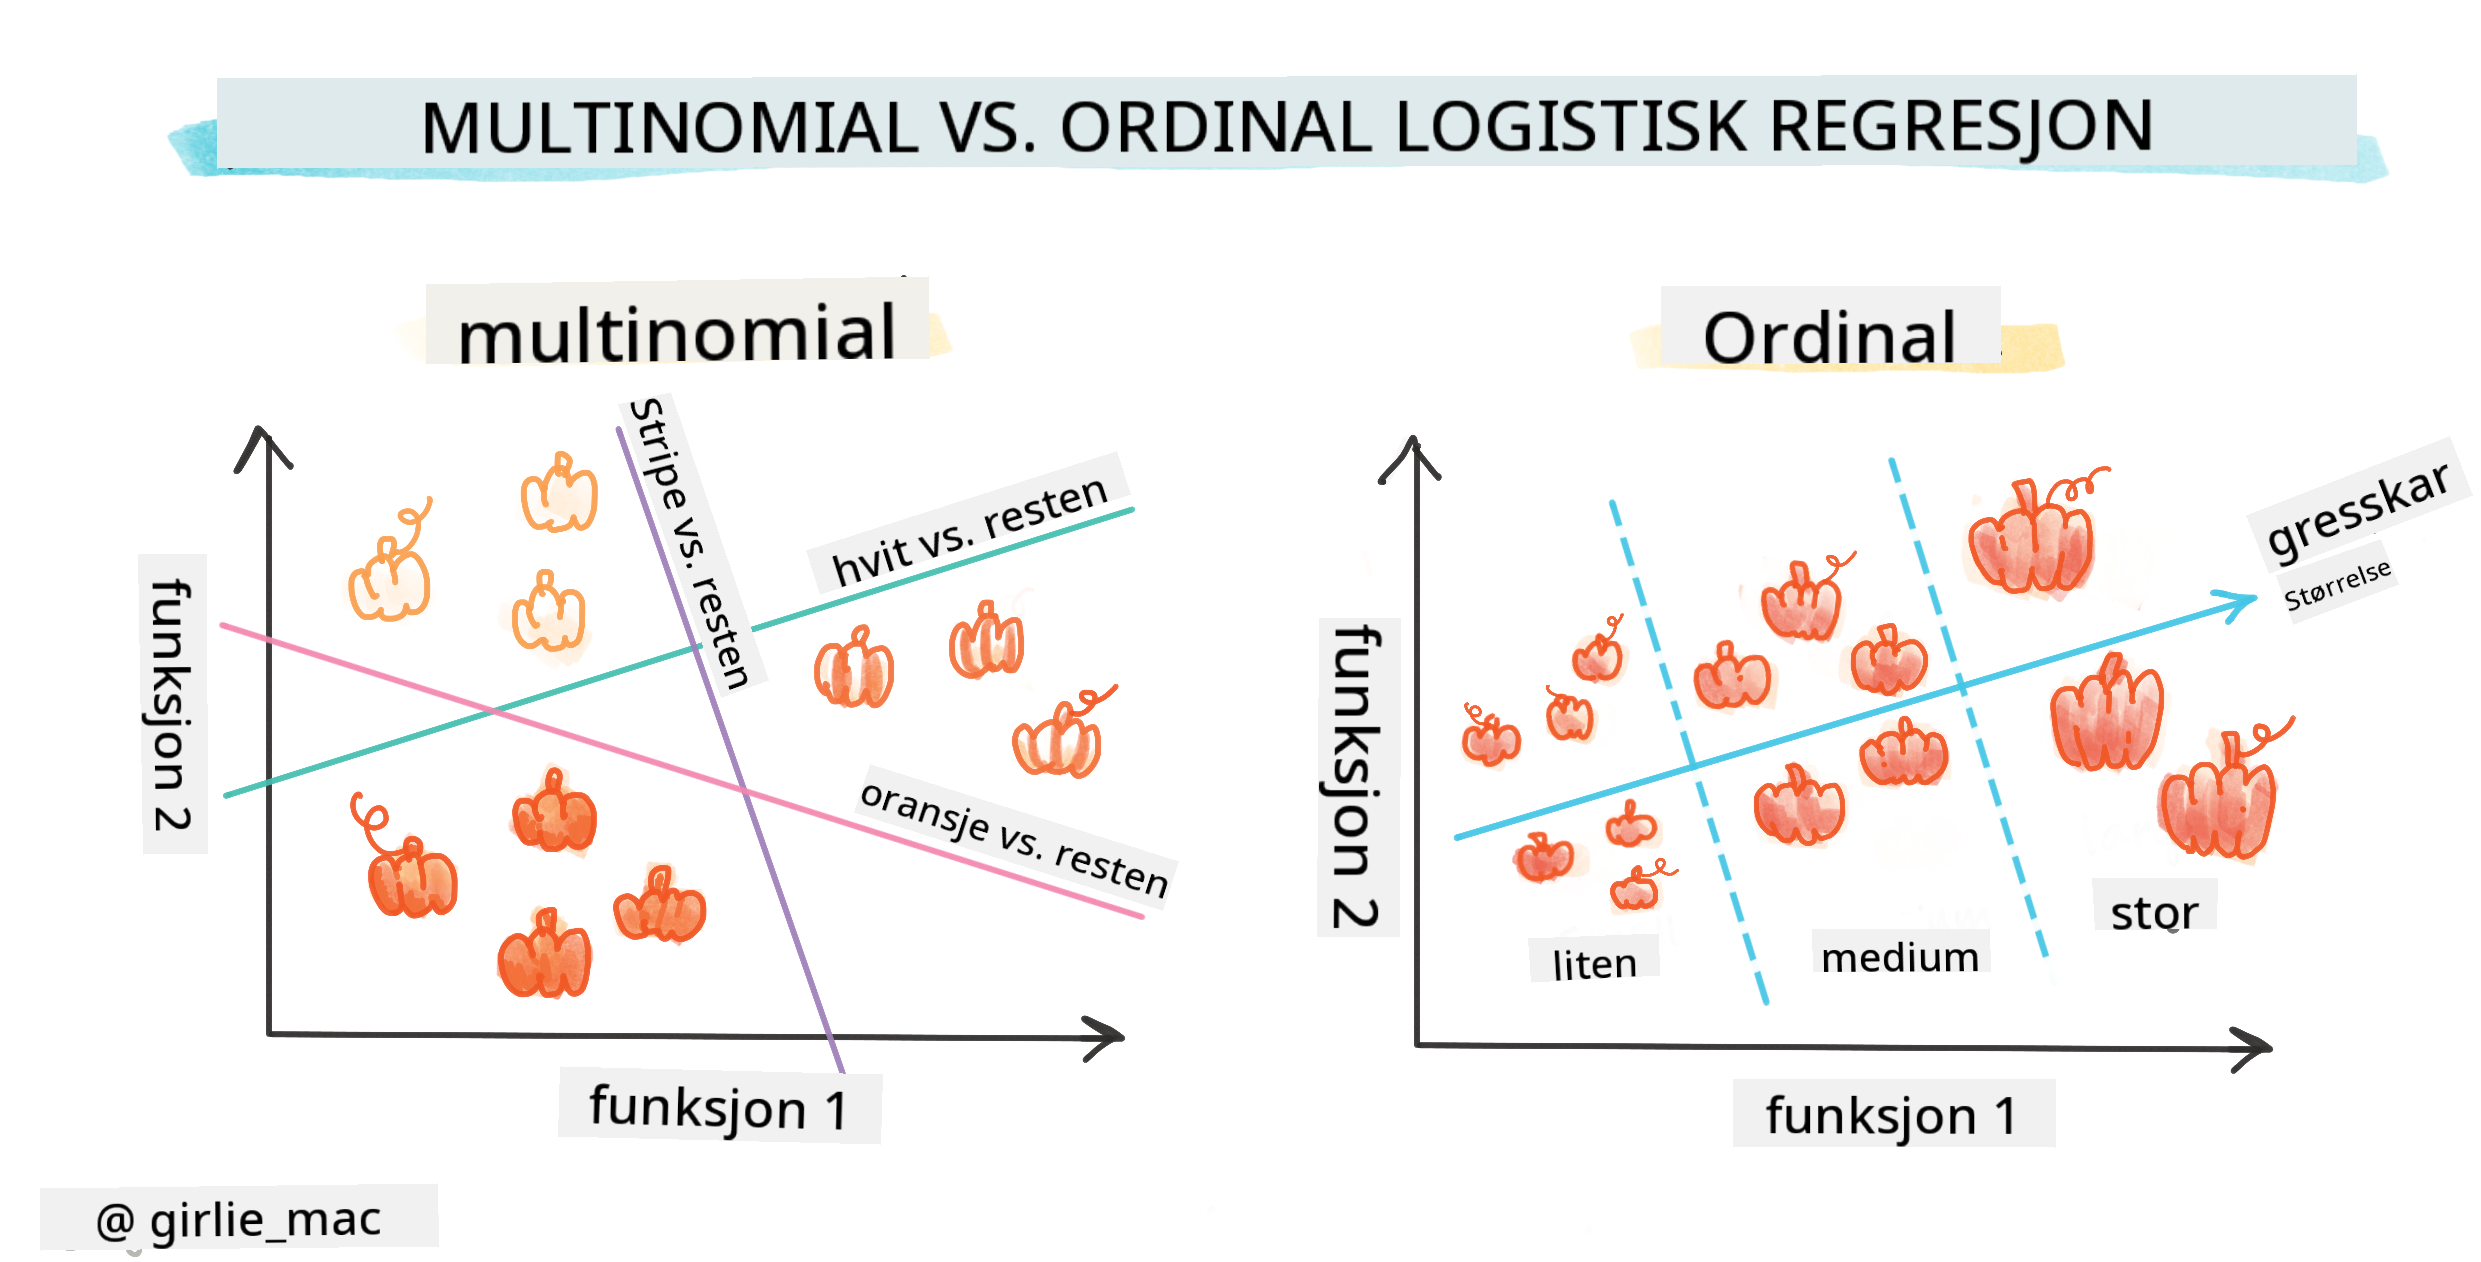 MULTINOMIAL VS. ORDINAL LOGISTISK REGRESJON
multinomial
Stripe vs. resten
hvit vs. resten
oransje vs. resten
funksjon 2
funksjon 1
Ordinal
gresskar
Størrelse
funksjon 2
liten
medium
stor
funksjon 1
@ girlie_mac